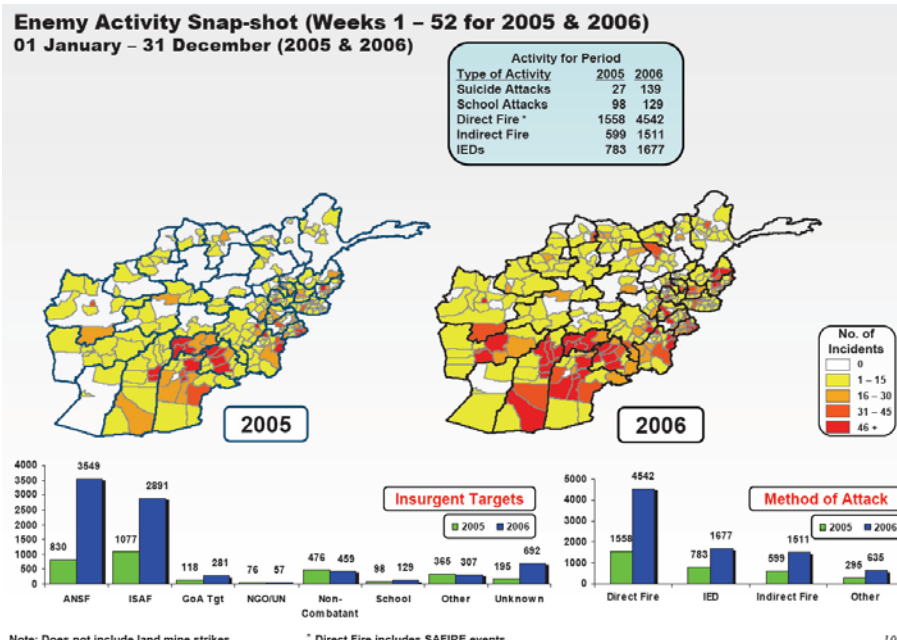 Enemy Activity Snap-shot (Weeks 1 – 52 for 2005 & 2006)
01 January – 31 December (2005 & 2006)
Activity for Period
Type of Activity 2005 2006
Suicide Attacks 27 139
School Attacks 98 129
Direct Fire * 1558 4542
Indirect Fire 599 1511
IEDs 783 1677
No. of
Incidents
0
1 – 15
16 – 30
31 – 45
46 +
2005
2006
Insurgent Targets
2005 2006
4000
3500
3000
2500
2000
1500
1000
500
0
830 3549
1077 2891
118 281
76 57
476 459
98 129
365 307
195 692
ANSF ISAF GoA Tgt NGO/UN Non-Combatant School Other Unknown
Method of Attack
2005 2006
5000
4000
3000
2000
1000
0
1558 4542
783 1677
599 1511
295 635
Direct Fire IED Indirect Fire Other
Note: Does not include land mine strikes
* Direct Fire includes SAFIRE events
10